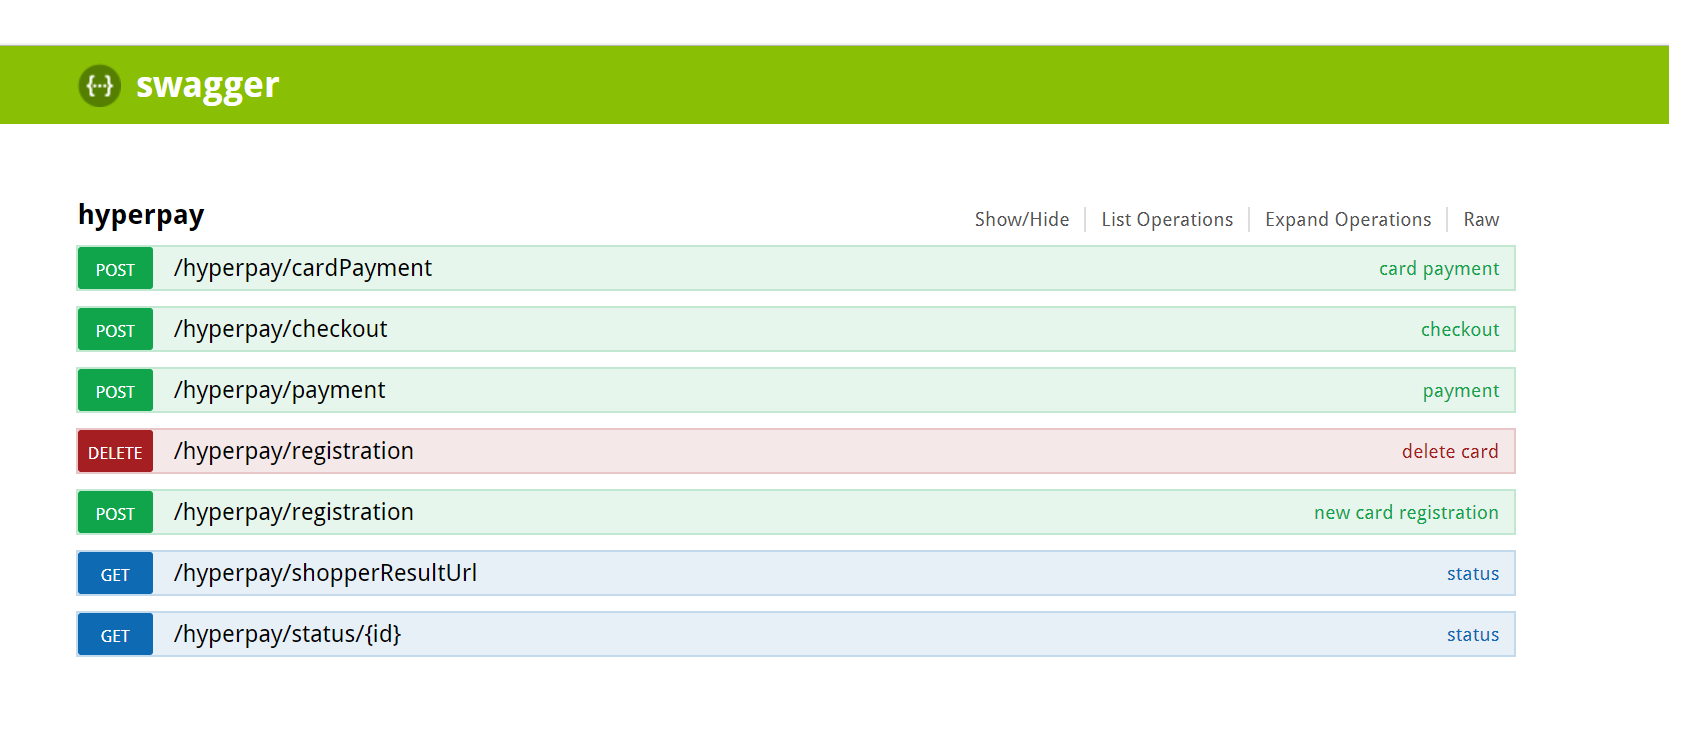 {···} swagger
hyperpay Show/Hide List Operations Expand Operations Raw
POST /hyperpay/cardPayment card payment
POST /hyperpay/checkout checkout
POST /hyperpay/payment payment
DELETE /hyperpay/registration delete card
POST /hyperpay/registration new card registration
GET /hyperpay/shopperResultUrl status
GET /hyperpay/status/{id} status